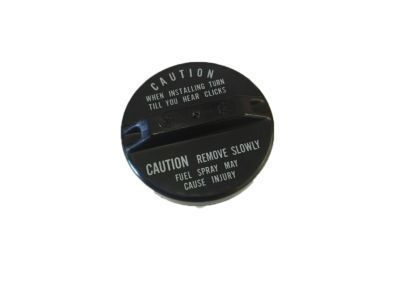 CAUTION
WHEN INSTALLING TURN
TILL YOU HEAR CLICKS
CAUTION REMOVE SLOWLY
FUEL SPRAY MAY
CAUSE INJURY